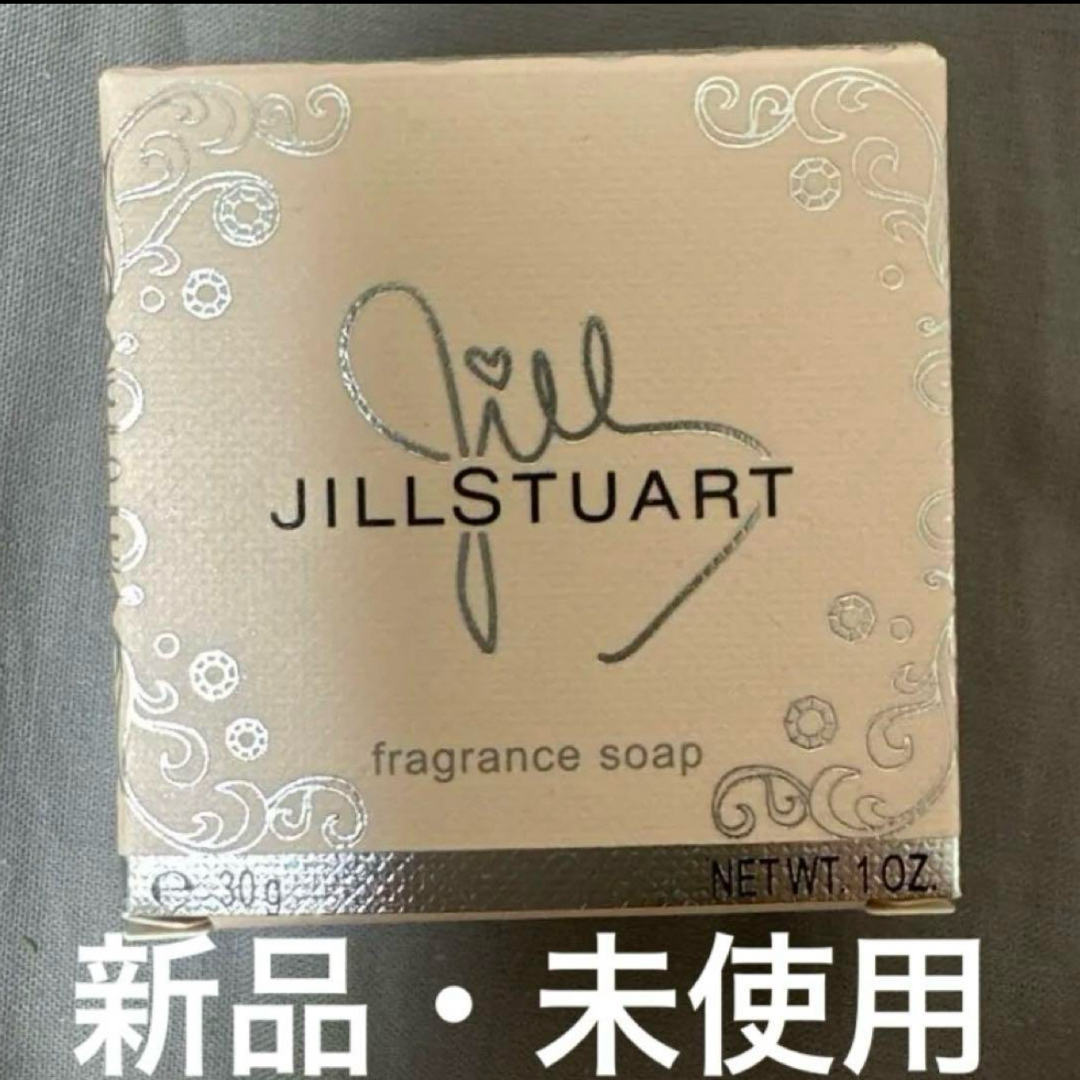 Jill
JILLSTUART
fragrance soap
℮ 30g NET WT. 1 OZ.
新品・未使用